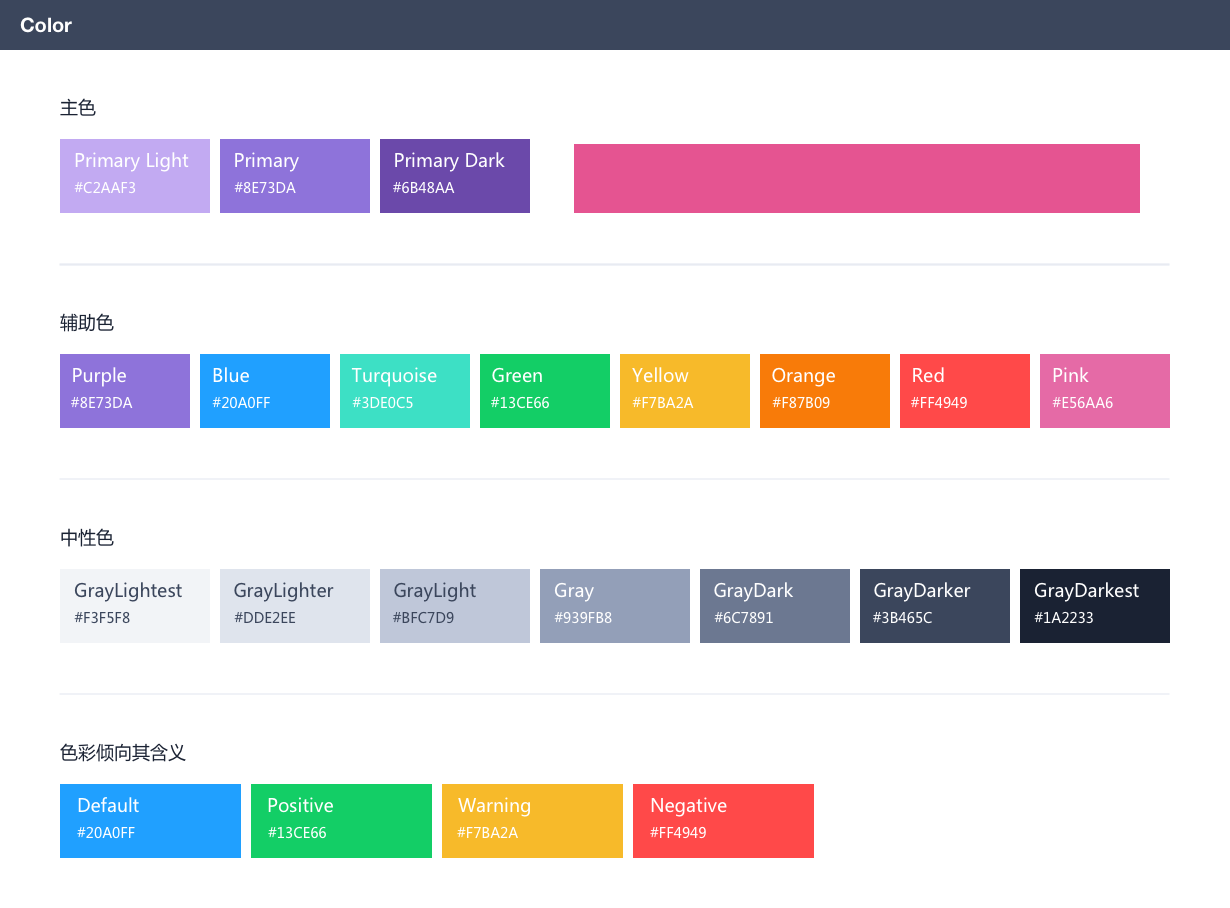 Color
主色
Primary Light
#C2AAF3
Primary
#8E73DA
Primary Dark
#6B48AA
辅助色
Purple
#8E73DA
Blue
#20A0FF
Turquoise
#3DE0C5
Green
#13CE66
Yellow
#F7BA2A
Orange
#F87B09
Red
#FF4949
Pink
#E56AA6
中性色
GrayLightest
#F3F5F8
GrayLighter
#DDE2EE
GrayLight
#BFC7D9
Gray
#939FB8
GrayDark
#6C7891
GrayDarker
#3B465C
GrayDarkest
#1A2233
色彩倾向其含义
Default
#20A0FF
Positive
#13CE66
Warning
#F7BA2A
Negative
#FF4949